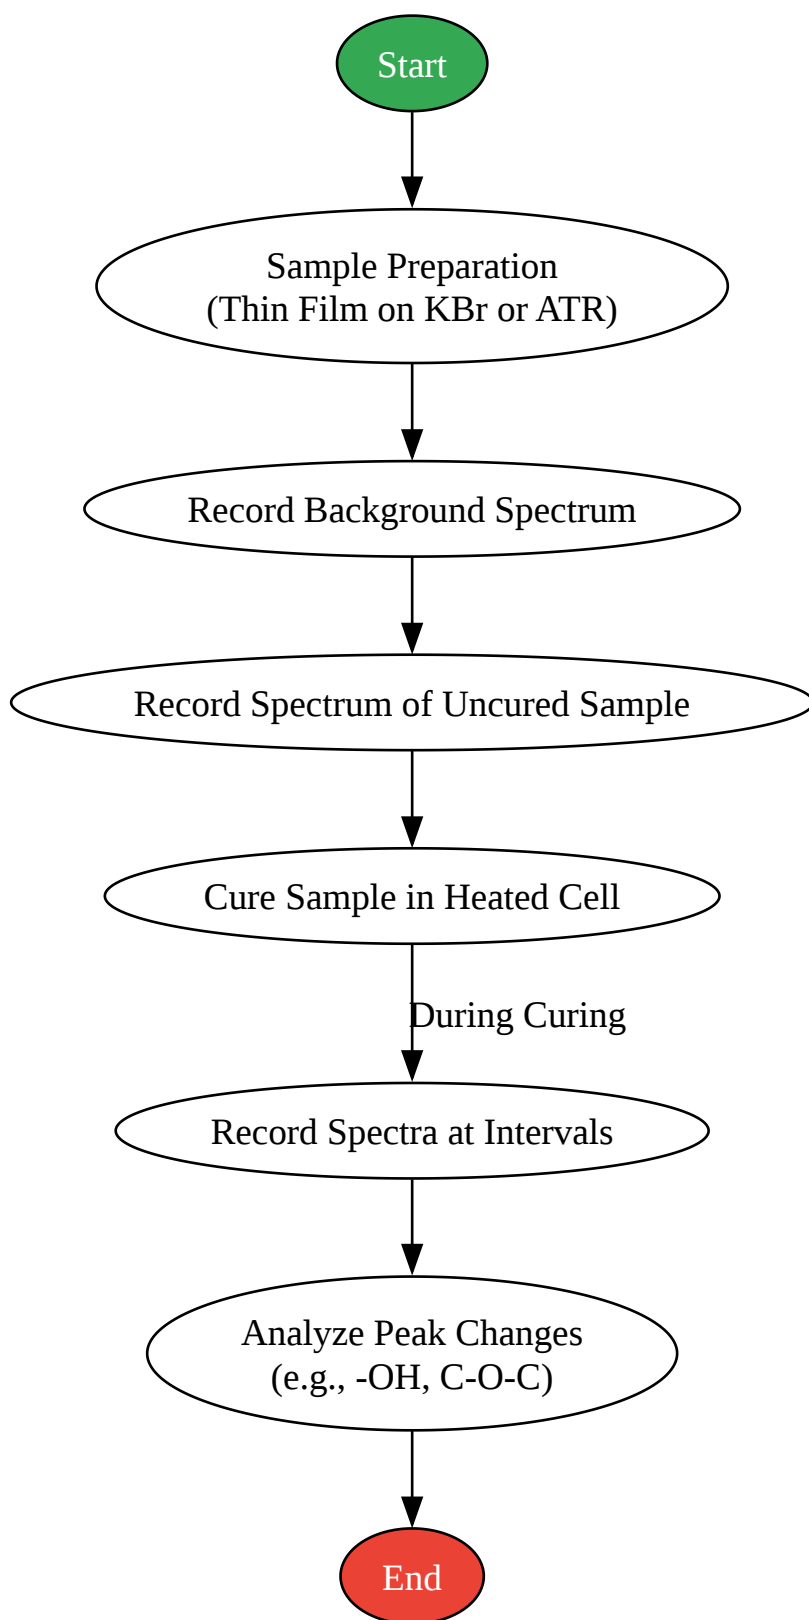 Start
Sample Preparation
(Thin Film on KBr or ATR)
Record Background Spectrum
Record Spectrum of Uncured Sample
Cure Sample in Heated Cell
During Curing
Record Spectra at Intervals
Analyze Peak Changes
(e.g., -OH, C-O-C)
End